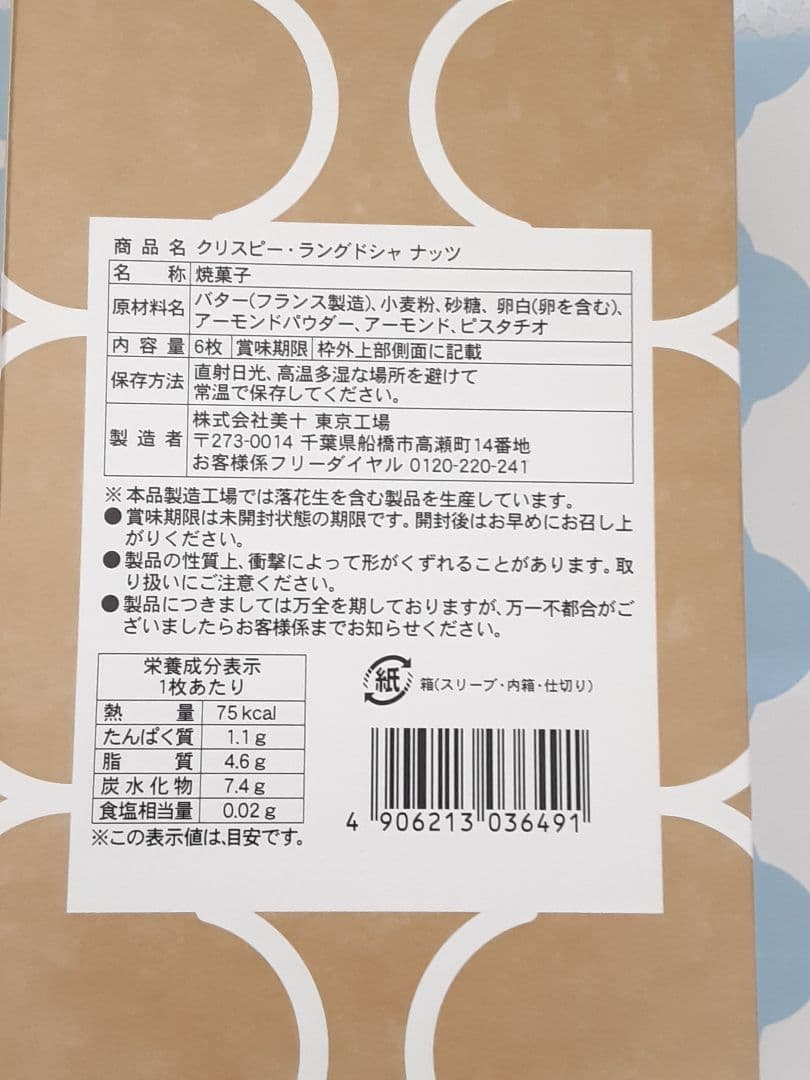 商品名 クリスピー・ラングドシャ ナッツ
名称 焼菓子
原材料名 バター(フランス製造)、小麦粉、砂糖、卵白(卵を含む)、
アーモンドパウダー、アーモンド、ピスタチオ
内容量 6枚 賞味期限 枠外上部側面に記載
保存方法 直射日光、高温多湿な場所を避けて
常温で保存してください。
製造者 株式会社美十 東京工場
〒273-0014 千葉県船橋市高瀬町14番地
お客様係フリーダイヤル 0120-220-241
※本品製造工場では落花生を含む製品を生産しています。
●賞味期限は未開封状態の期限です。開封後はお早めにお召し上
がりください。
●製品の性質上、衝撃によって形がくずれることがあります。取
り扱いにご注意ください。
●製品につきましては万全を期しておりますが、万一不都合がご
ざいましたらお客様係までお知らせください。
栄養成分表示
1枚あたり
熱量 75kcal
たんぱく質 1.1g
脂質 4.6g
炭水化物 7.4g
食塩相当量 0.02g
※この表示値は、目安です。
紙 箱(スリーブ・内箱・仕切り)
4 906213 036491